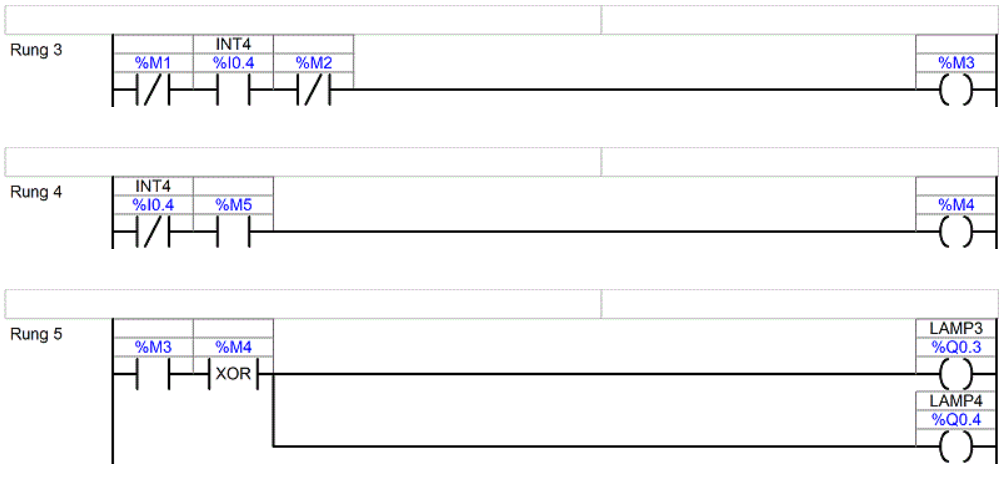 Rung 3
INT4
%M1 %I0.4 %M2 %M3
Rung 4
INT4
%I0.4 %M5 %M4
Rung 5
LAMP3
%M3 %M4 %Q0.3
XOR
LAMP4
%Q0.4